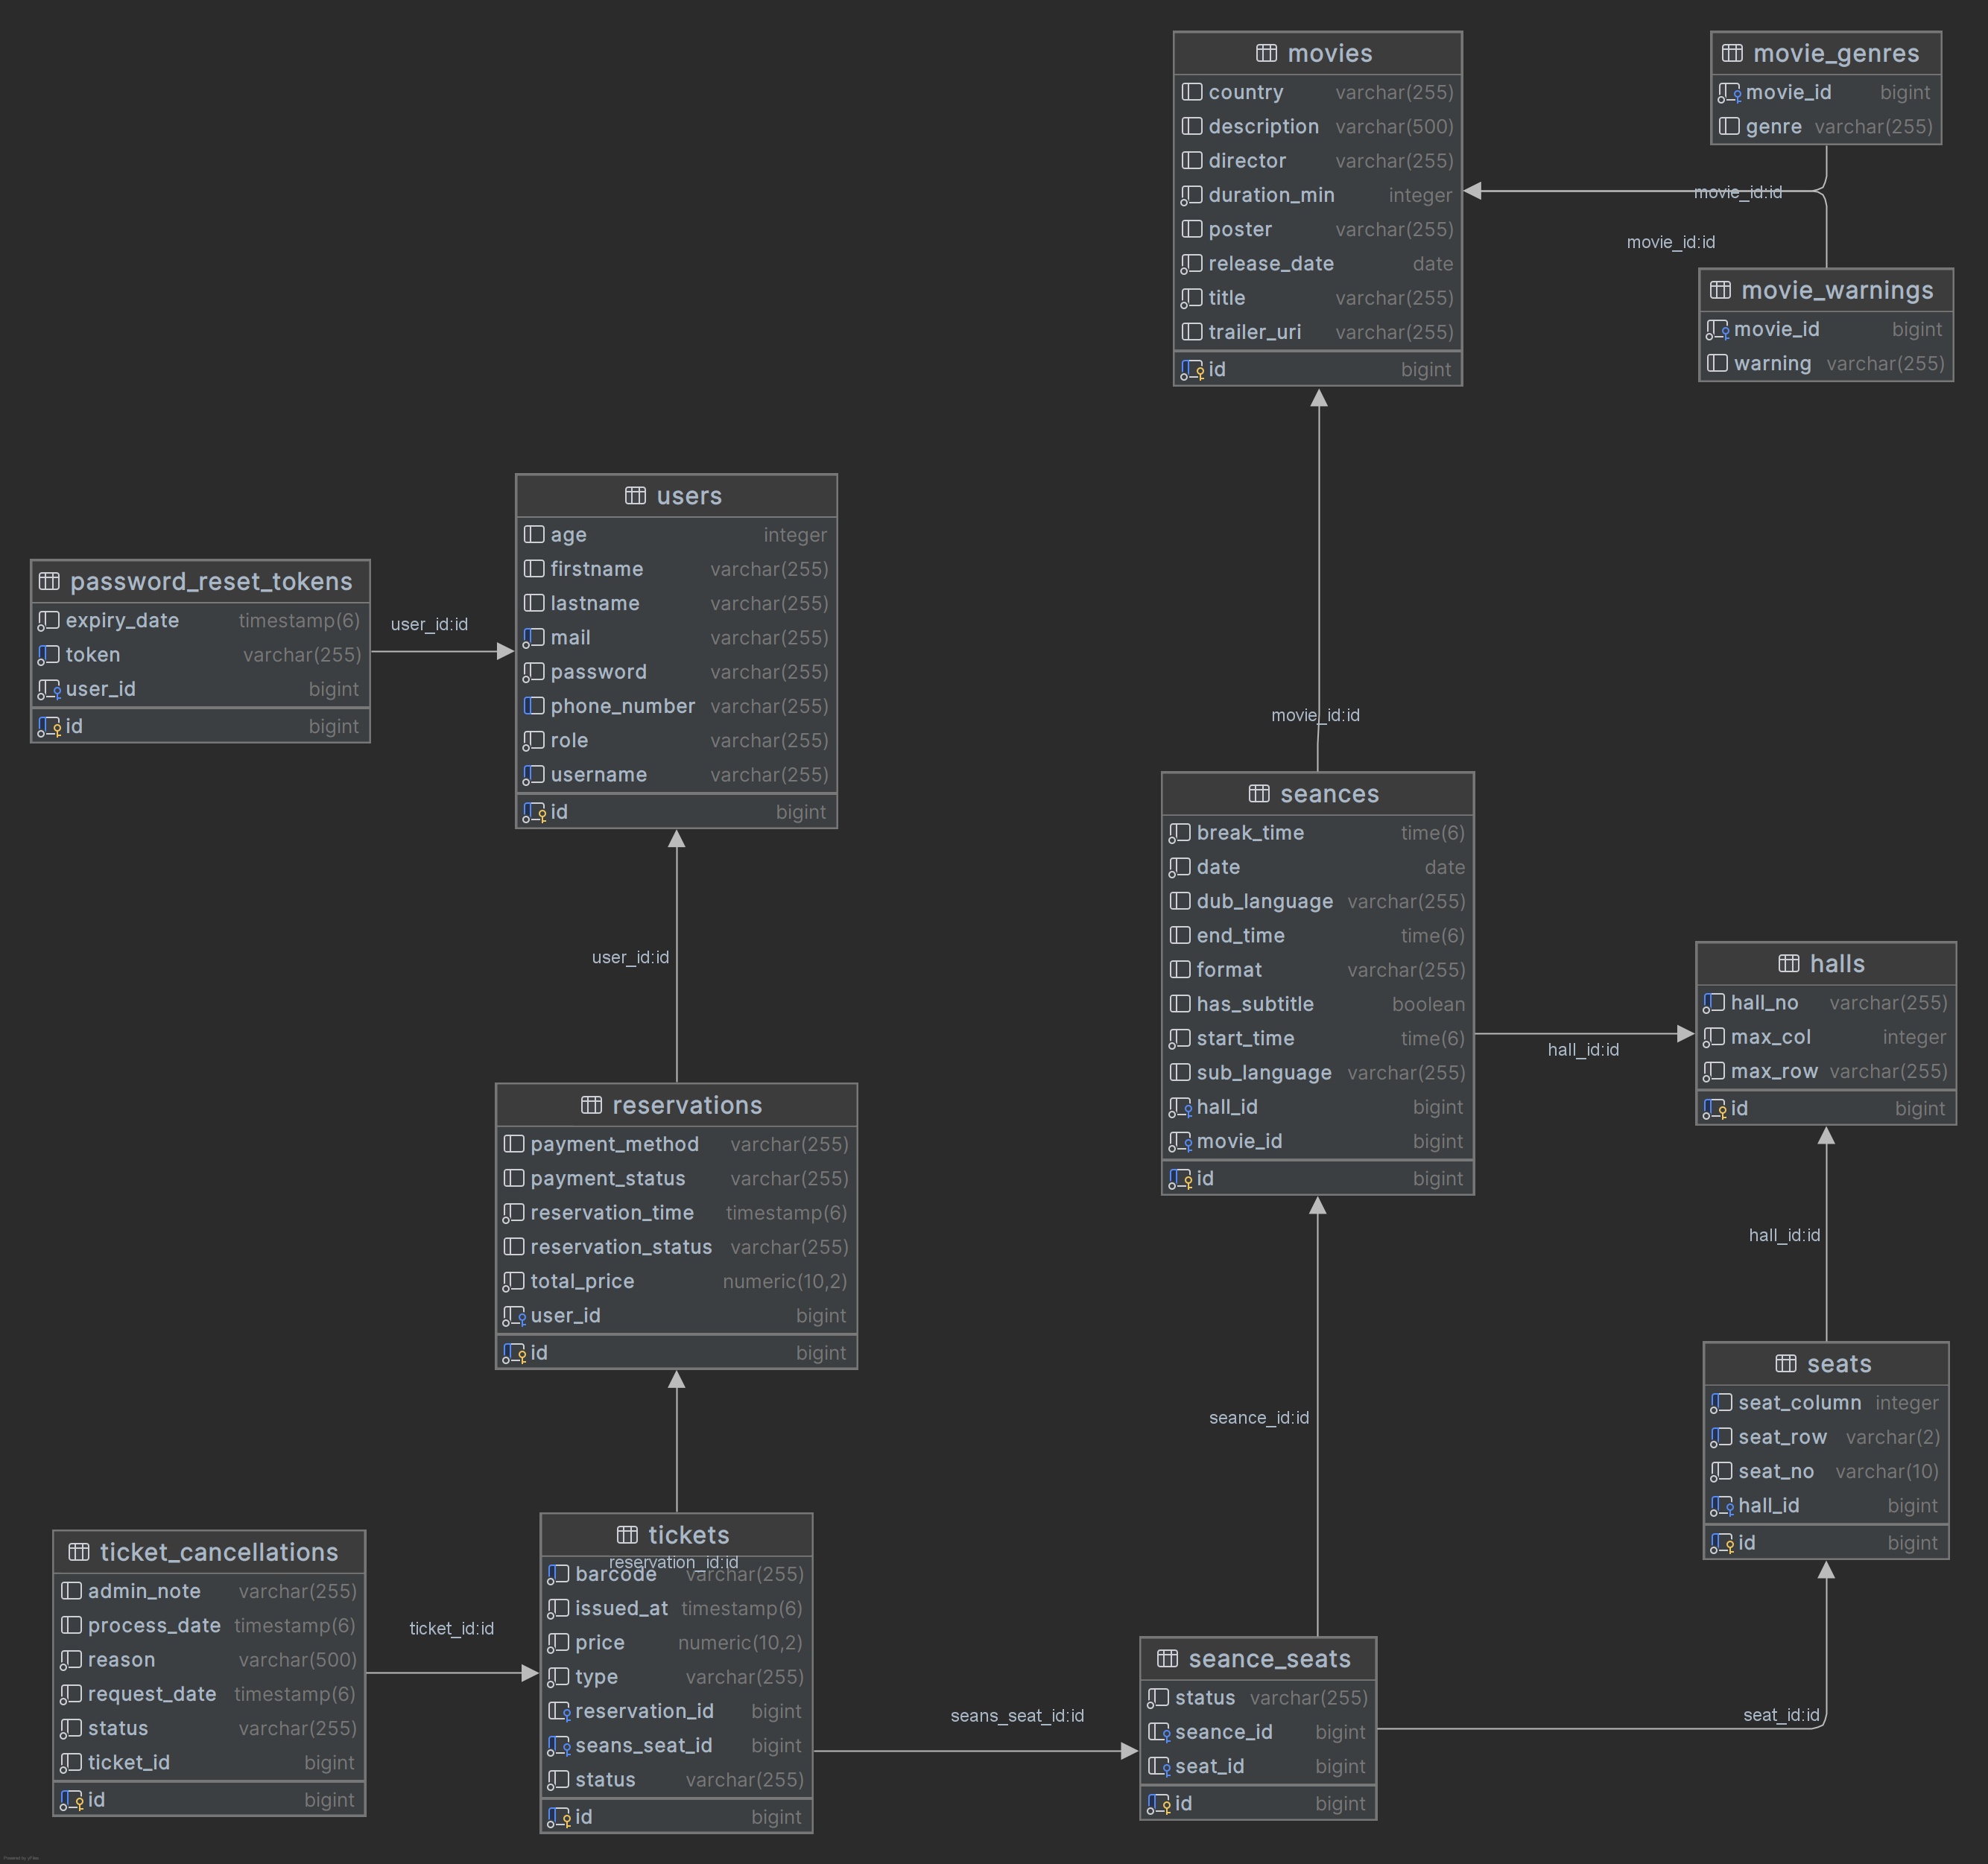 movies
country varchar(255)
description varchar(500)
director varchar(255)
duration_min integer
poster varchar(255)
release_date date
title varchar(255)
trailer_uri varchar(255)
id bigint
movie_genres
movie_id bigint
genre varchar(255)
movie_id:id
movie_id:id
movie_warnings
movie_id bigint
warning varchar(255)
users
age integer
firstname varchar(255)
lastname varchar(255)
mail varchar(255)
password varchar(255)
phone_number varchar(255)
role varchar(255)
username varchar(255)
id bigint
password_reset_tokens
expiry_date timestamp(6)
token varchar(255)
user_id bigint
id bigint
user_id:id
movie_id:id
seances
break_time time(6)
date date
dub_language varchar(255)
end_time time(6)
format varchar(255)
has_subtitle boolean
start_time time(6)
sub_language varchar(255)
hall_id bigint
movie_id bigint
id bigint
user_id:id
halls
hall_no varchar(255)
max_col integer
max_row varchar(255)
id bigint
hall_id:id
reservations
payment_method varchar(255)
payment_status varchar(255)
reservation_time timestamp(6)
reservation_status varchar(255)
total_price numeric(10,2)
user_id bigint
id bigint
hall_id:id
seats
seat_column integer
seat_row varchar(2)
seat_no varchar(10)
hall_id bigint
id bigint
seance_id:id
ticket_cancellations
admin_note varchar(255)
process_date timestamp(6)
reason varchar(500)
request_date timestamp(6)
status varchar(255)
ticket_id bigint
id bigint
ticket_id:id
tickets
reservation_id:id
barcode varchar(255)
issued_at timestamp(6)
price numeric(10,2)
type varchar(255)
reservation_id bigint
seans_seat_id bigint
status varchar(255)
id bigint
seans_seat_id:id
seance_seats
status varchar(255)
seance_id bigint
seat_id bigint
id bigint
seat_id:id
Powered by yFiles